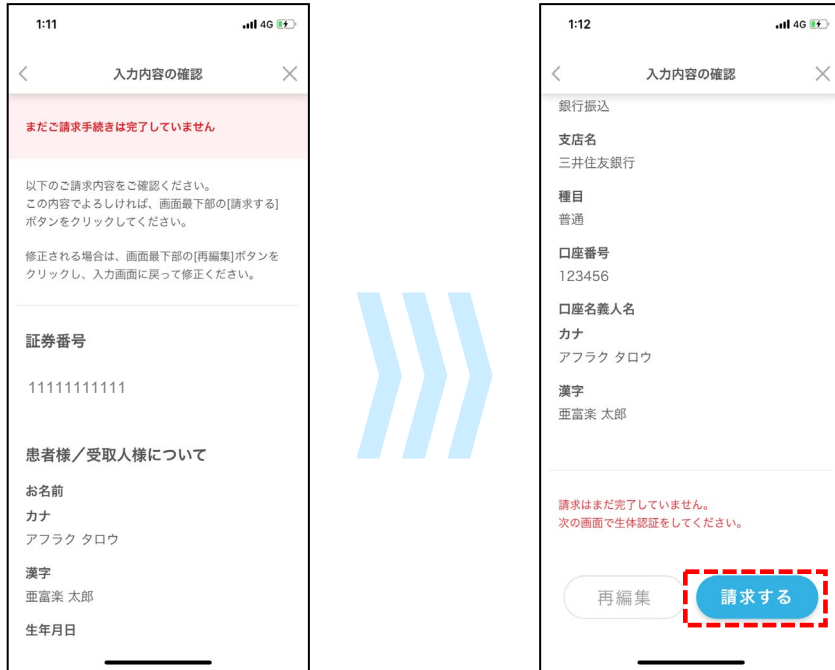 1:11
4G
入力内容の確認
まだご請求手続きは完了していません
以下のご請求内容をご確認ください。
この内容でよろしければ、画面最下部の[請求する]
ボタンをクリックしてください。
修正される場合は、画面最下部の[再編集]ボタンを
クリックし、入力画面に戻って修正ください。
証券番号
11111111111
患者様／受取人様について
お名前
カナ
アフラク タロウ
漢字
亜富楽 太郎
生年月日
1:12
4G
入力内容の確認
銀行振込
支店名
三井住友銀行
種目
普通
口座番号
123456
口座名義人名
カナ
アフラク タロウ
漢字
亜富楽 太郎
請求はまだ完了していません。
次の画面で生体認証をしてください。
再編集
請求する